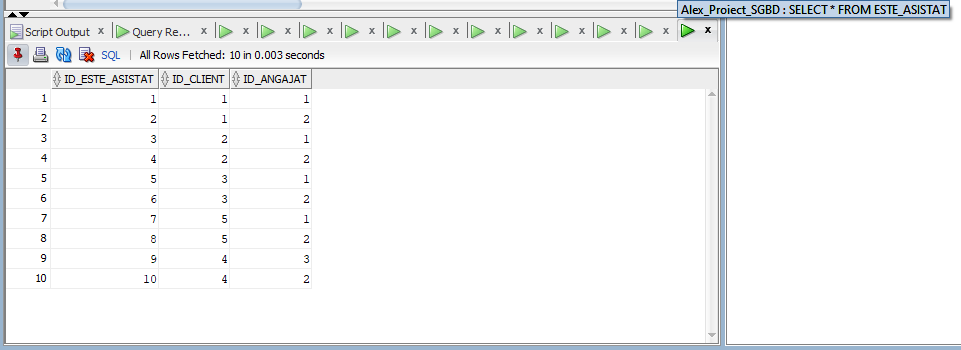 Alex_Proiect_SGBD : SELECT * FROM ESTE_ASISTAT
Script Output x Query Re... x x x x x x x x x x x x x
SQL | All Rows Fetched: 10 in 0.003 seconds
ID_ESTE_ASISTAT ID_CLIENT ID_ANGAJAT
1 1 1 1
2 2 1 2
3 3 2 1
4 4 2 2
5 5 3 1
6 6 3 2
7 7 5 1
8 8 5 2
9 9 4 3
10 10 4 2